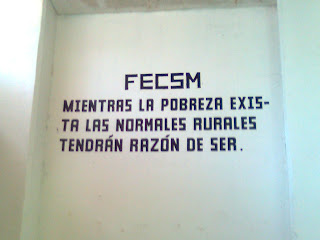 FECSM
MIENTRAS LA POBREZA EXIS-
TA LAS NORMALES RURALES
TENDRÁN RAZÓN DE SER.